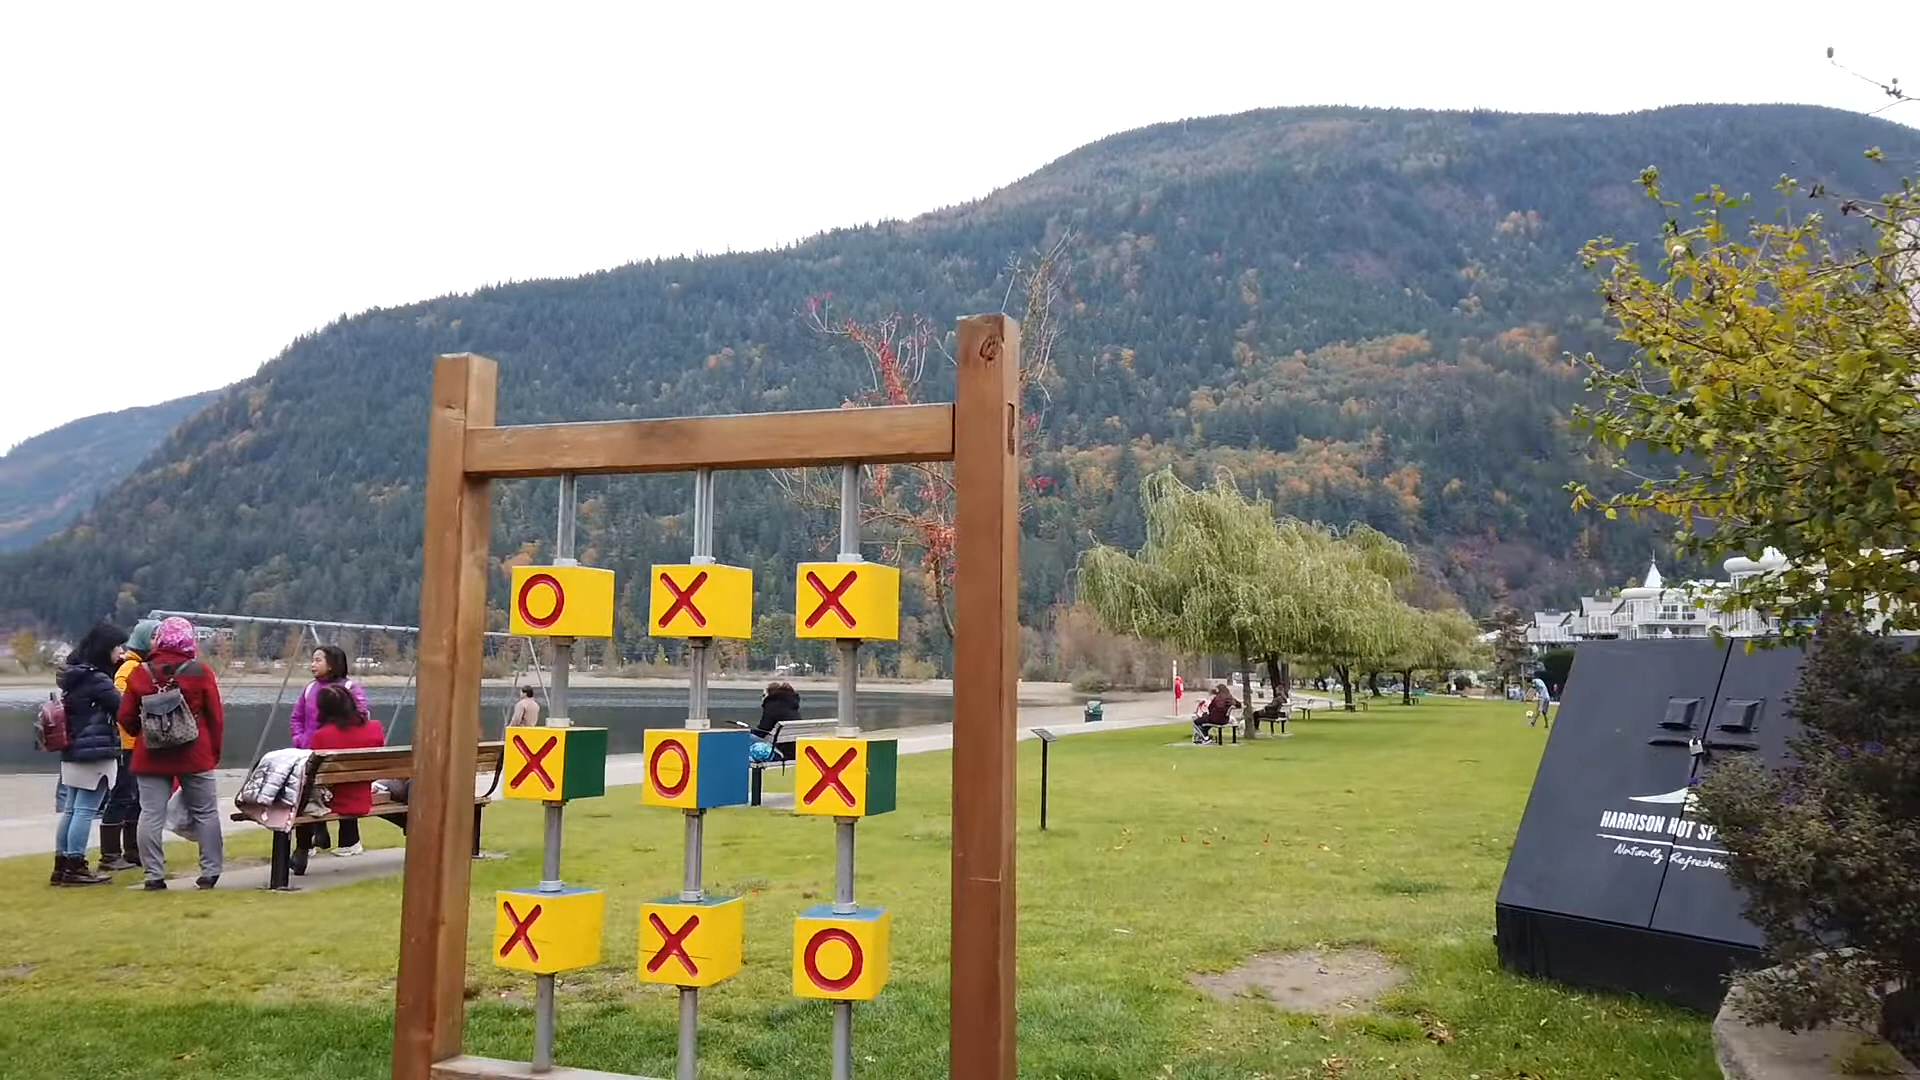 O X X
X O X
X X O
HARRISON HOT
Naturally